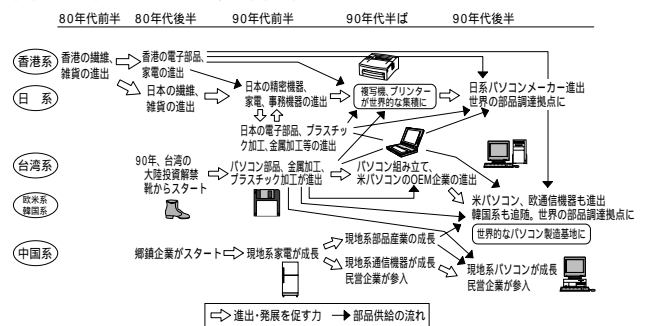 80年代前半 80年代後半 90年代前半 90年代半ば 90年代後半
香港系
香港の繊維、
雑貨の進出
香港の電子部品、
家電の進出
日 系
日本の繊維、
雑貨の進出
日本の精密機器、
家電、事務機器の進出
複写機、プリンター
が世界的な集積に
日系パソコンメーカー進出
世界の部品調達拠点に
日本の電子部品、プラスチッ
ク加工、金属加工等の進出
台湾系
90年、台湾の
大陸投資解禁
靴からスタート
パソコン部品、金属加工、
プラスチック加工が進出
パソコン組み立て、
米パソコンのOEM企業の進出
欧米系
韓国系
米パソコン、欧通信機器も進出
韓国系も追随。世界の部品調達拠点に
世界的なパソコン製造基地に
中国系
郷鎮企業がスタート
現地系家電が成長
現地系部品産業の成長
現地系通信機器が成長
民営企業が参入
現地系パソコンが成長
民営企業が参入
進出・発展を促す力 部品供給の流れ